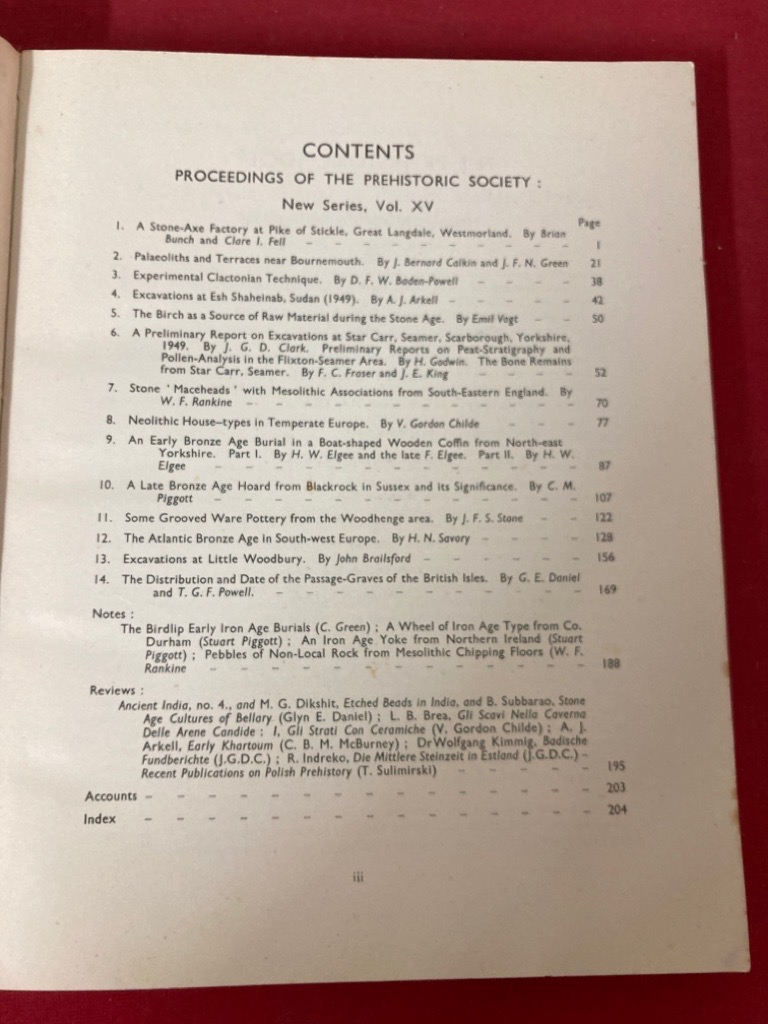 CONTENTS
PROCEEDINGS OF THE PREHISTORIC SOCIETY :
New Series, Vol. XV
Page
1. A Stone-Axe Factory at Pike of Stickle, Great Langdale, Westmorland. By Brian
Bunch and Clare I. Fell – – – – – – – – – – 1
2. Palaeoliths and Terraces near Bournemouth. By J. Bernard Calkin and J. F. N. Green 21
3. Experimental Clactonian Technique. By D. F. W. Baden-Powell – – – – 38
4. Excavations at Esh Shaheinab, Sudan (1949). By A. J. Arkell – – – – – 42
5. The Birch as a Source of Raw Material during the Stone Age. By Emil Vogt – – 50
6. A Preliminary Report on Excavations at Star Carr, Seamer, Scarborough, Yorkshire,
1949. By J. G. D. Clark. Preliminary Reports on Peat-Stratigraphy and
Pollen-Analysis in the Flixton-Seamer Area. By H. Godwin. The Bone Remains
from Star Carr, Seamer. By F. C. Fraser and J. E. King – – – – 52
7. Stone ' Maceheads ' with Mesolithic Associations from South-Eastern England. By
W. F. Rankine – – – – – – – – – – – – 70
8. Neolithic House–types in Temperate Europe. By V. Gordon Childe – – – 77
9. An Early Bronze Age Burial in a Boat-shaped Wooden Coffin from North-east
Yorkshire. Part I. By H. W. Elgee and the late F. Elgee. Part II. By H. W.
Elgee – – – – – – – – – – – – – 87
10. A Late Bronze Age Hoard from Blackrock in Sussex and its Significance. By C. M.
Piggott – – – – – – – – – – – – – 107
11. Some Grooved Ware Pottery from the Woodhenge area. By J. F. S. Stone – – 122
12. The Atlantic Bronze Age in South-west Europe. By H. N. Savory – – – – 128
13. Excavations at Little Woodbury. By John Brailsford – – – – – – 156
14. The Distribution and Date of the Passage-Graves of the British Isles. By G. E. Daniel
and T. G. F. Powell. – – – – – – – – – – – 169
Notes :
The Birdlip Early Iron Age Burials (C. Green) ; A Wheel of Iron Age Type from Co.
Durham (Stuart Piggott) ; An Iron Age Yoke from Northern Ireland (Stuart
Piggott) ; Pebbles of Non-Local Rock from Mesolithic Chipping Floors (W. F.
Rankine – – – – – – – – – – – – – 188
Reviews :
Ancient India, no. 4., and M. G. Dikshit, Etched Beads in India, and B. Subbarao, Stone
Age Cultures of Bellary (Glyn E. Daniel) ; L. B. Brea, Gli Scavi Nella Caverna
Delle Arene Candide : I, Gli Strati Con Ceramiche (V. Gordon Childe) ; A. J.
Arkell, Early Khartoum (C. B. M. McBurney) ; Dr Wolfgang Kimmig, Badische
Fundberichte (J.G.D.C.) ; R. Indreko, Die Mittlere Steinzeit in Estland (J.G.D.C.) –
Recent Publications on Polish Prehistory (T. Sulimirski) – – – – – 195
Accounts – – – – – – – – – – – – – – – 203
Index – – – – – – – – – – – – – – – 204
iii